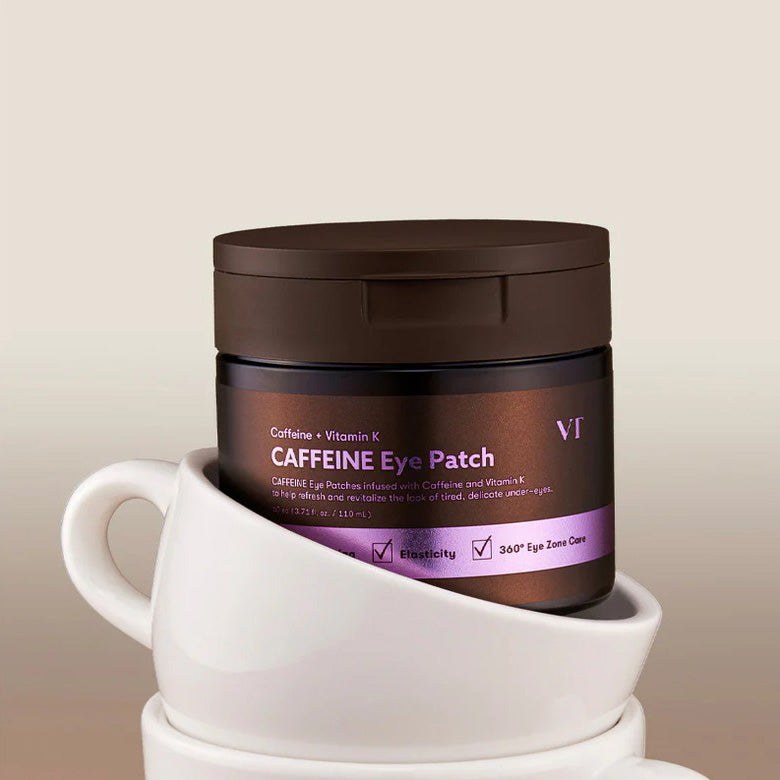 Caffeine + Vitamin K
VT
CAFFEINE Eye Patch
CAFFEINE Eye Patches infused with Caffeine and Vitamin K
to help refresh and revitalize the look of tired, delicate under-eyes.
(3.71 fl. oz. / 110 mL)
Elasticity
360° Eye Zone Care